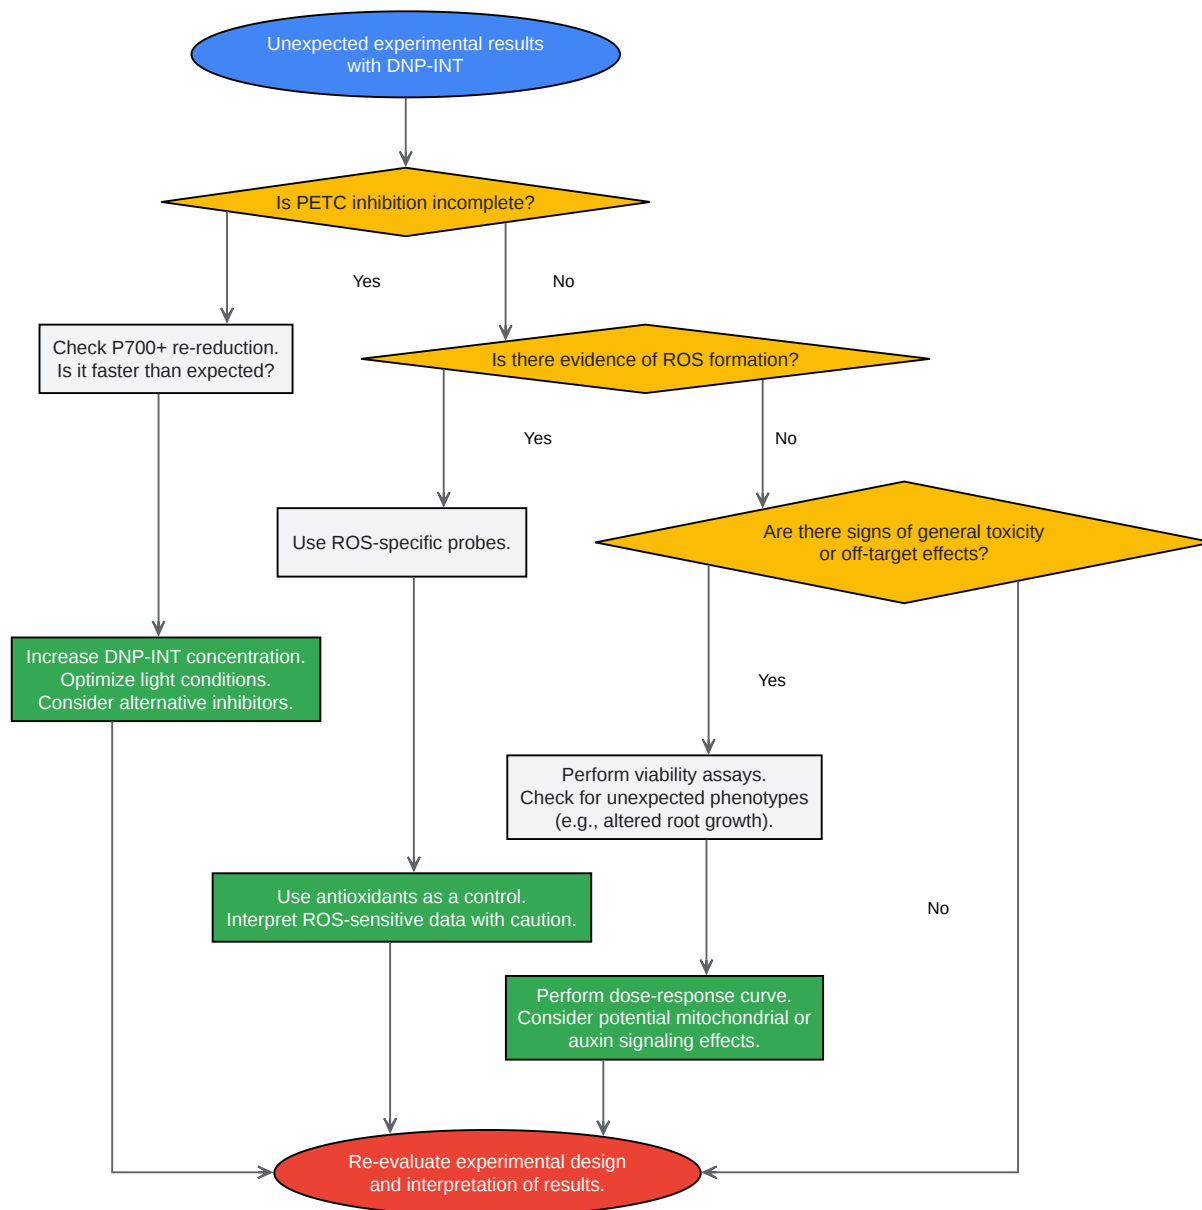 Unexpected experimental results
with DNP-INT
Is PETC inhibition incomplete?
Yes
No
Check P700+ re-reduction.
Is it faster than expected?
Is there evidence of ROS formation?
Yes
No
Use ROS-specific probes.
Are there signs of general toxicity
or off-target effects?
Increase DNP-INT concentration.
Optimize light conditions.
Consider alternative inhibitors.
Yes
Perform viability assays.
Check for unexpected phenotypes
(e.g., altered root growth).
Use antioxidants as a control.
Interpret ROS-sensitive data with caution.
No
Perform dose-response curve.
Consider potential mitochondrial or
auxin signaling effects.
Re-evaluate experimental design
and interpretation of results.